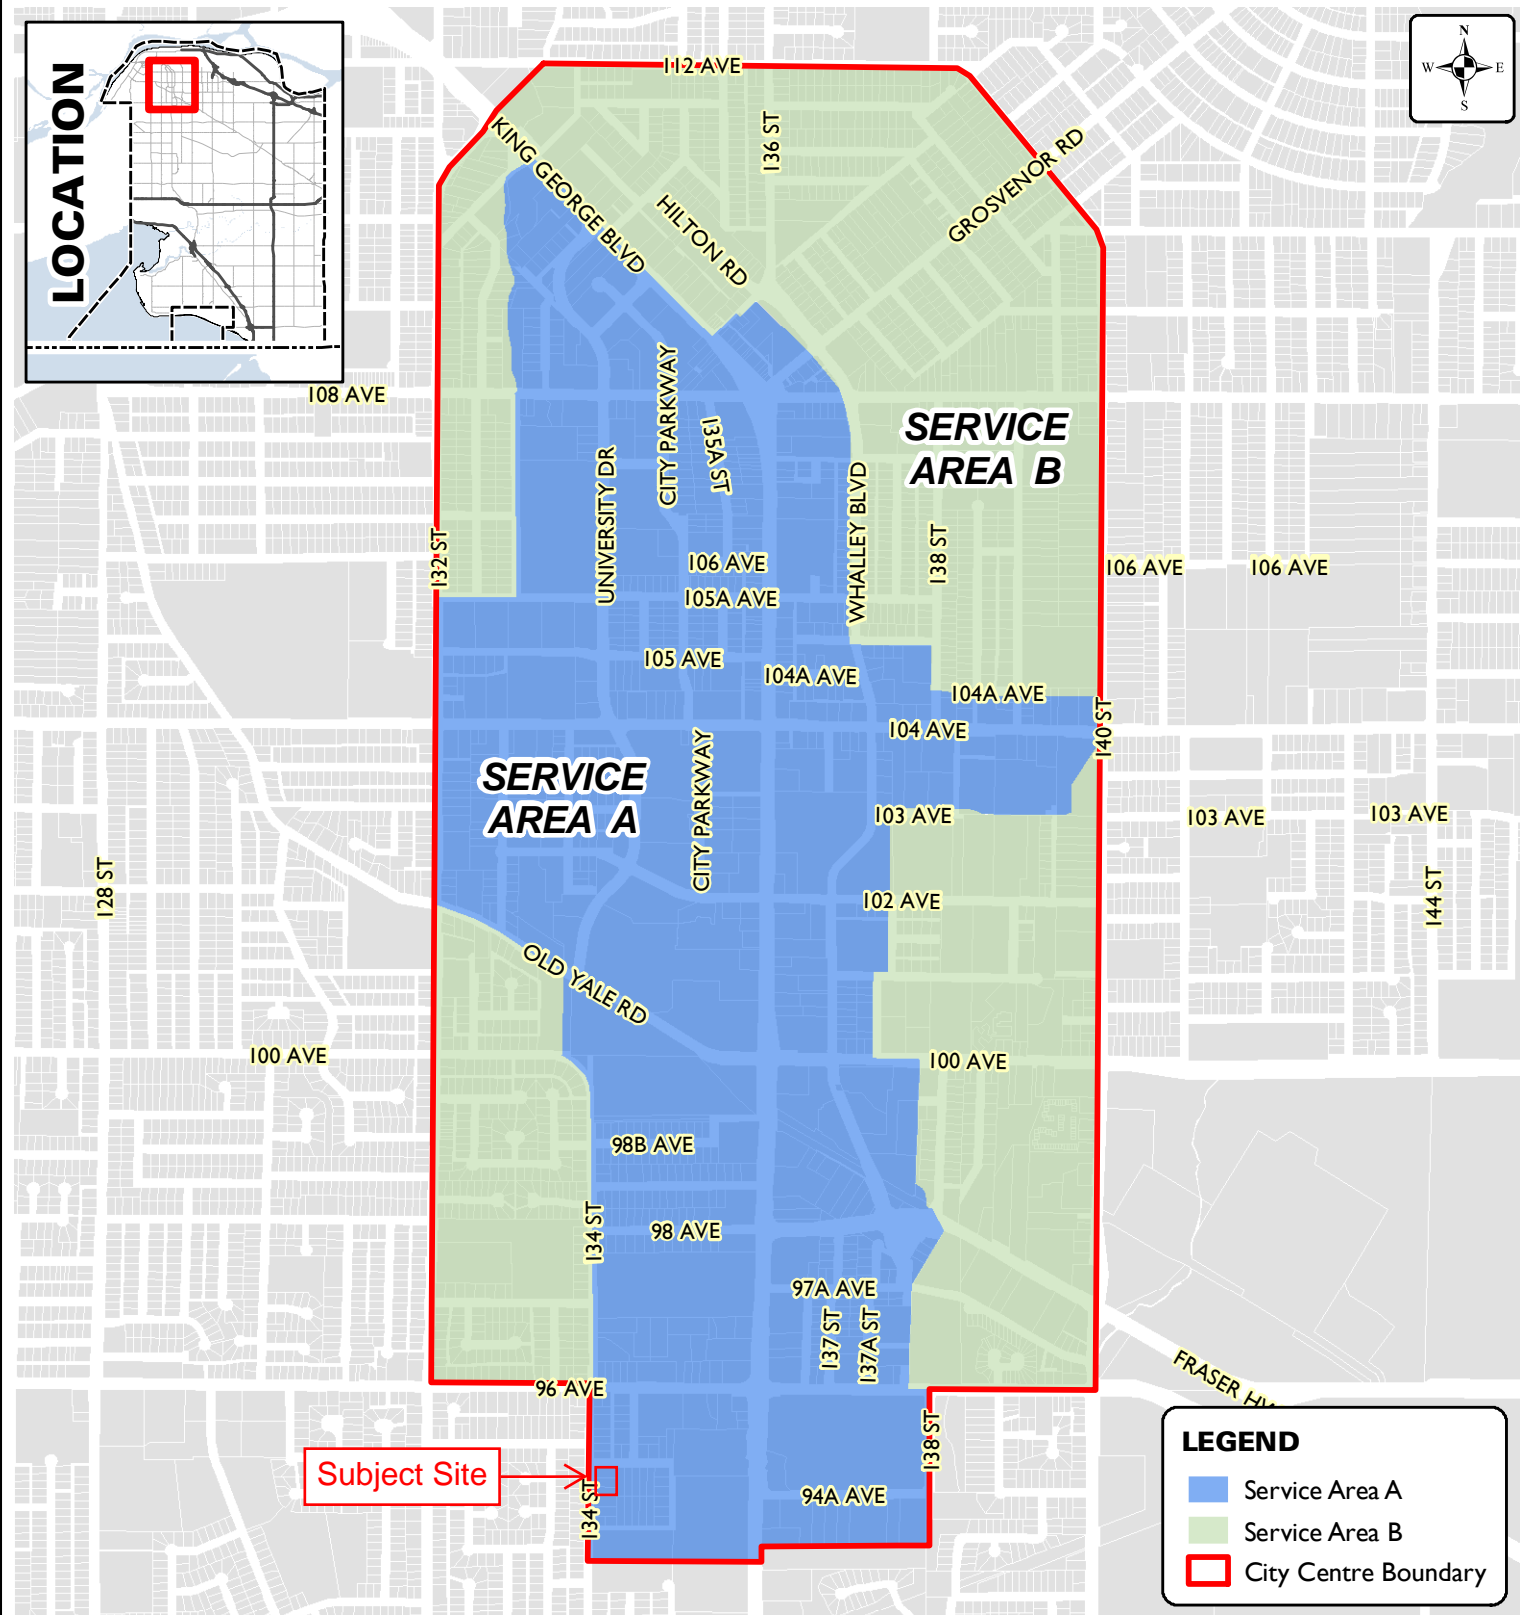 LOCATION
N
W E
S
112 AVE
136 ST
KING GEORGE BLVD
HILTON RD
GROSVENOR RD
108 AVE
CITY PARKWAY
135A ST
SERVICE
AREA B
UNIVERSITY DR
WHALLEY BLVD
132 ST
138 ST
106 AVE
106 AVE
106 AVE
105A AVE
105 AVE
104A AVE
104A AVE
104 AVE
140 ST
CITY PARKWAY
SERVICE
AREA A
103 AVE
103 AVE
103 AVE
128 ST
144 ST
102 AVE
OLD YALE RD
100 AVE
100 AVE
98B AVE
134 ST
98 AVE
97A AVE
137 ST
137A ST
FRASER
96 AVE
138 ST
Subject Site
134 ST
94A AVE
LEGEND
Service Area A
Service Area B
City Centre Boundary